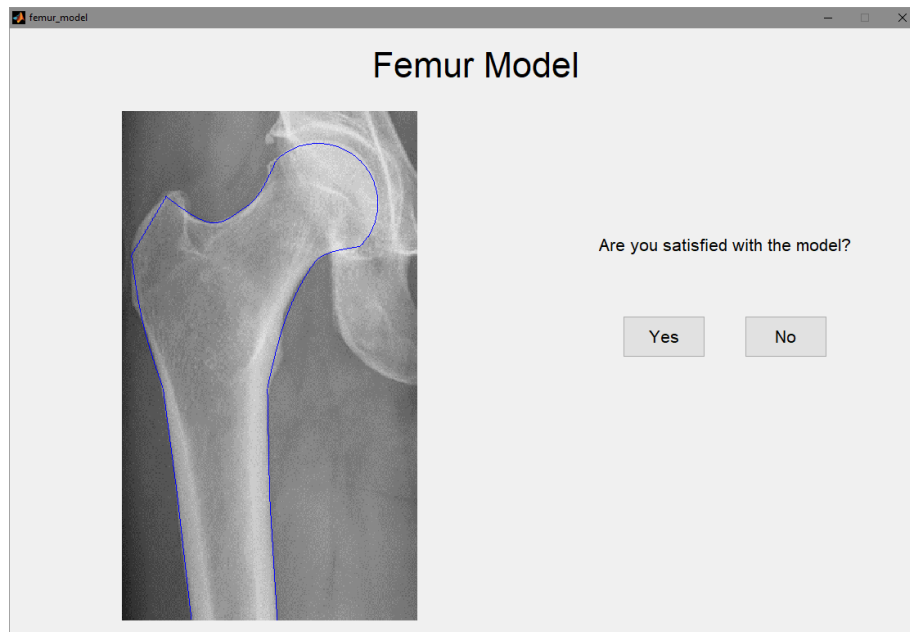 femur_model
Femur Model
Are you satisfied with the model?
Yes
No